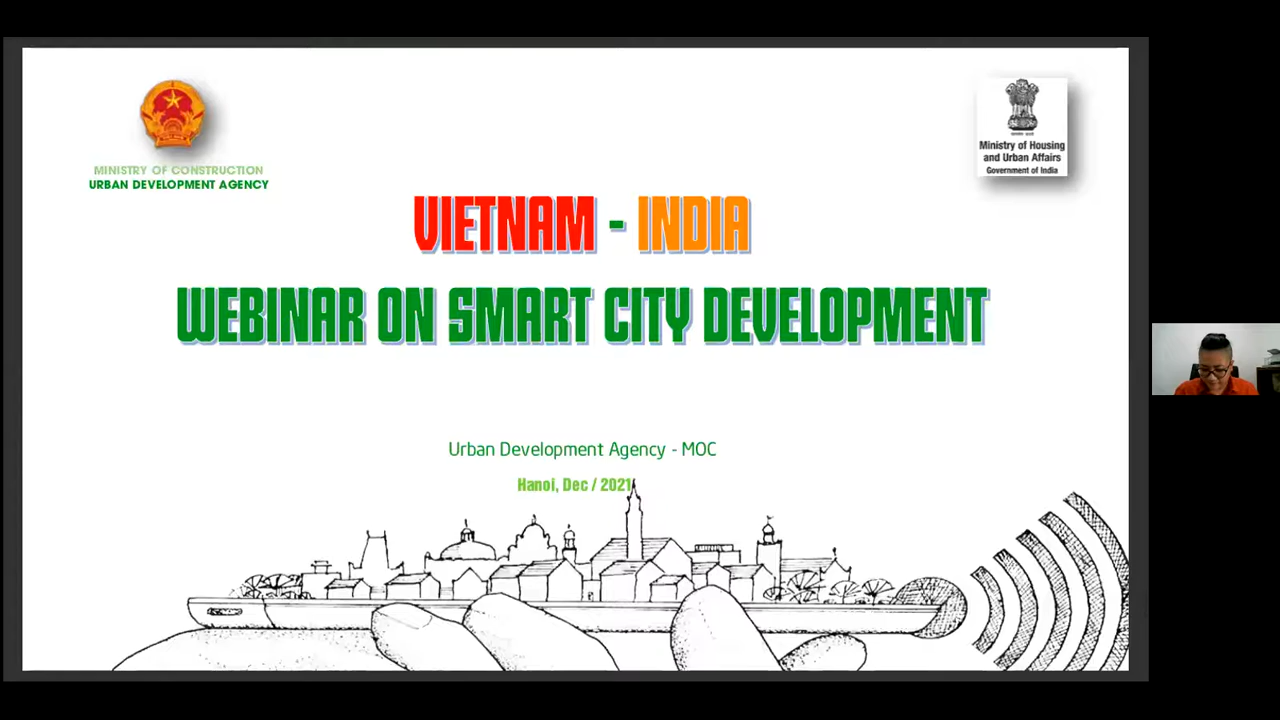 MINISTRY OF CONSTRUCTION
URBAN DEVELOPMENT AGENCY
Ministry of Housing
and Urban Affairs
Government of India
VIETNAM - INDIA
WEBINAR ON SMART CITY DEVELOPMENT
Urban Development Agency - MOC
Hanoi, Dec / 2021